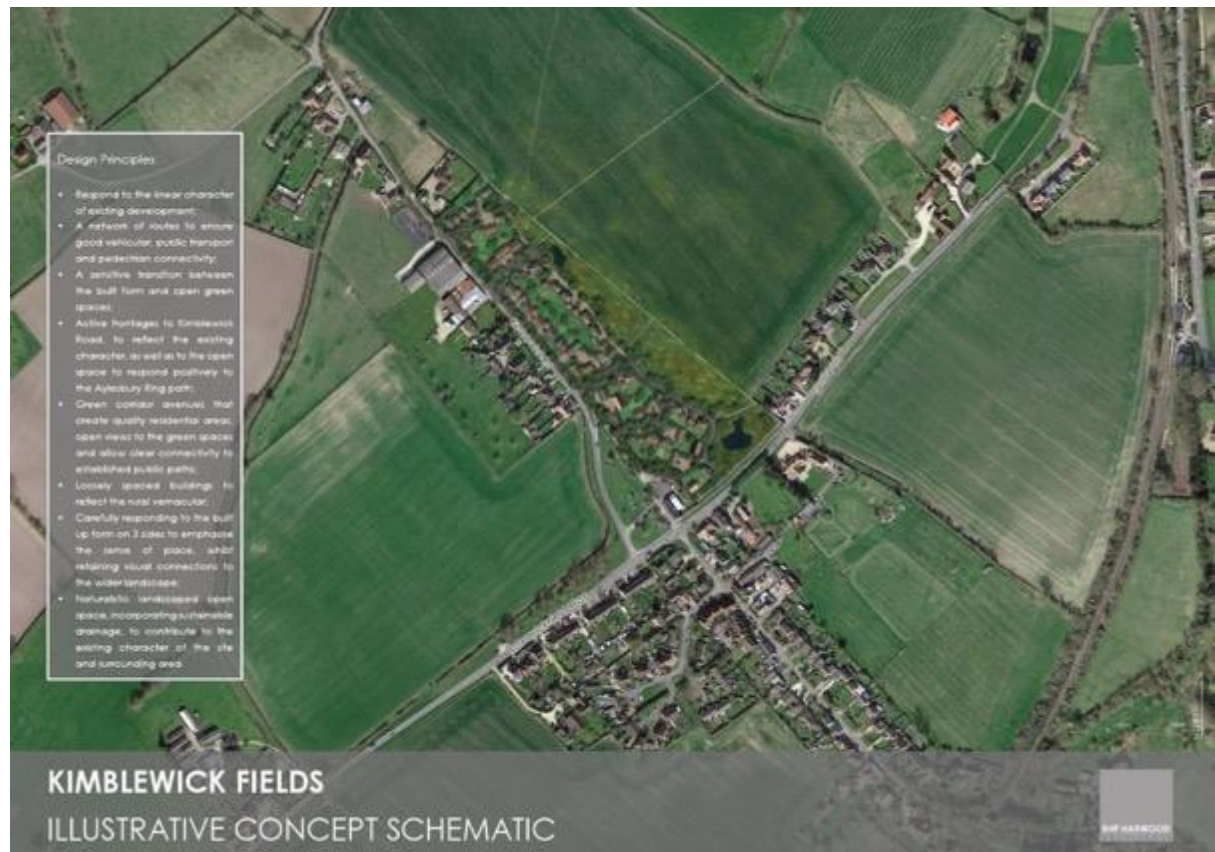 Design Principles
• Respond to the linear character
of existing development;
• A network of routes to ensure
good vehicular, public transport
and pedestrian connectivity;
• A sensitive transition between
the built form and open green
spaces;
• Active frontages to Kimblewick
Road, to reflect the existing
character, as well as to the open
space to respond positively to
the Aylesbury Ring path;
• Green corridor avenues that
create quality residential areas,
open views to the green spaces
and allow clear connectivity to
established public paths;
• Loosely spaced buildings to
reflect the rural vernacular;
• Carefully responding to the built
up form on 3 sides to emphasise
the sense of place, whilst
retaining visual connections to
the wider landscape;
• Naturalistic landscaped open
space, incorporating sustainable
drainage, to contribute to the
existing character of the site
and surrounding area.
KIMBLEWICK FIELDS
ILLUSTRATIVE CONCEPT SCHEMATIC
HARWOOD